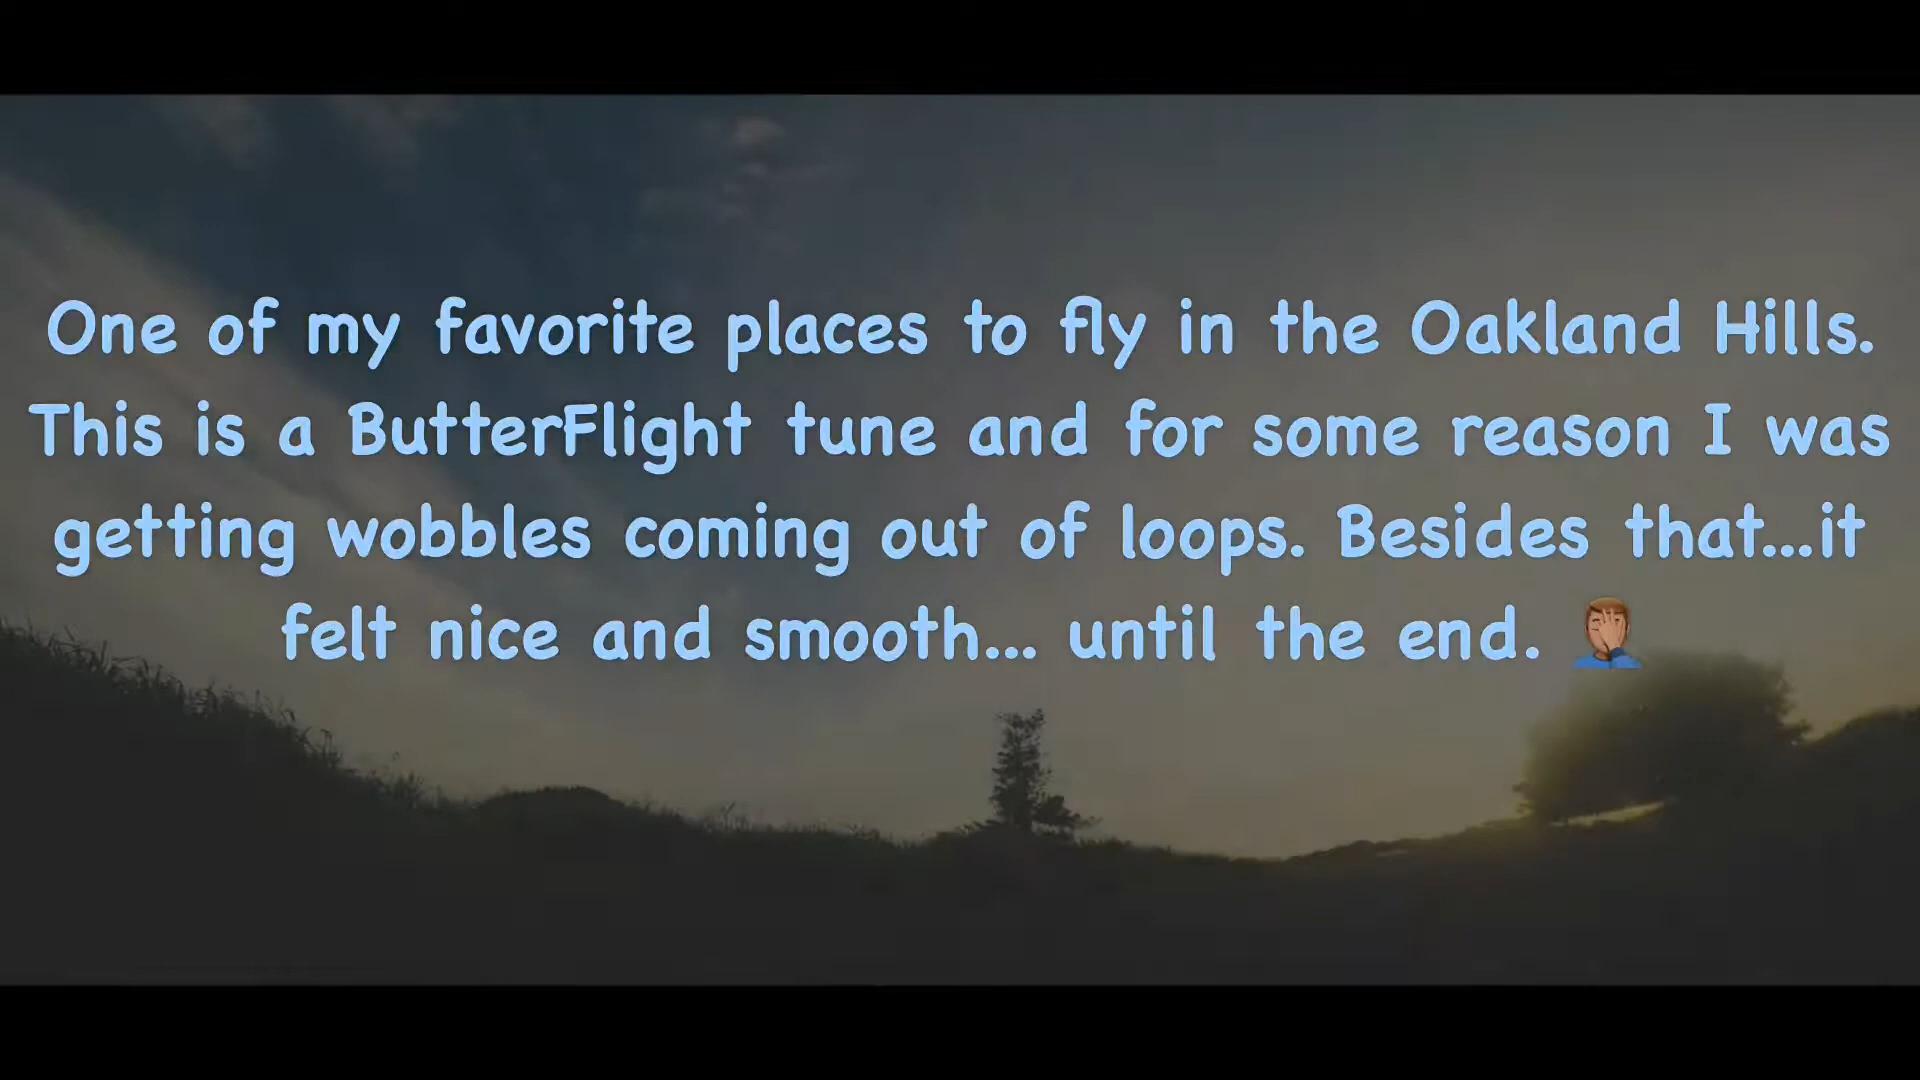 One of my favorite places to fly in the Oakland Hills.
This is a ButterFlight tune and for some reason I was
getting wobbles coming out of loops. Besides that...it
felt nice and smooth... until the end. 🤦🏼‍♂️